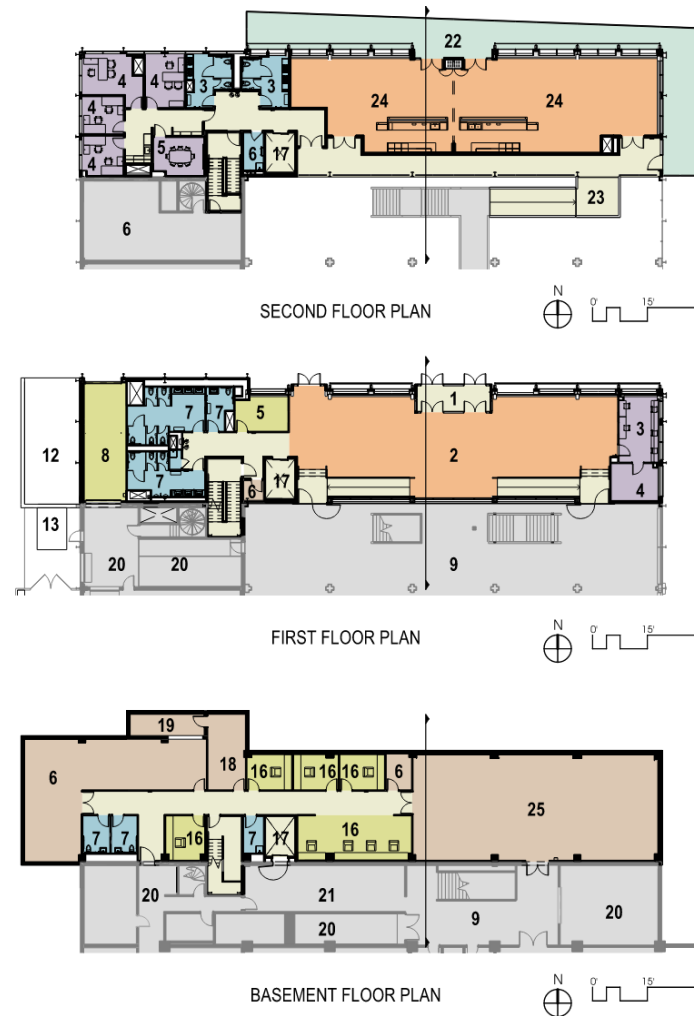 22
4 4 3 3
24 24
4
5 6 17
4
23
6
SECOND FLOOR PLAN
N
0' 15'
1
7 7 5 3
8 2
12
7 17
6 4
13
20 20 9
FIRST FLOOR PLAN
N
0' 15'
19
6 18 16 16 16 6
25
7 7 16 7 17 16
20 21 9 20
20
BASEMENT FLOOR PLAN
N
0' 15'